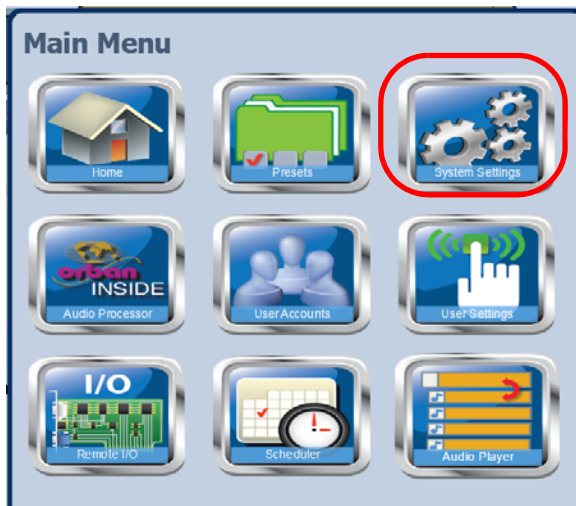 Main Menu
Home
Presets
System Settings
orban
INSIDE
Audio Processor
User Accounts
User Settings
I/O
Remote I/O
Scheduler
Audio Player